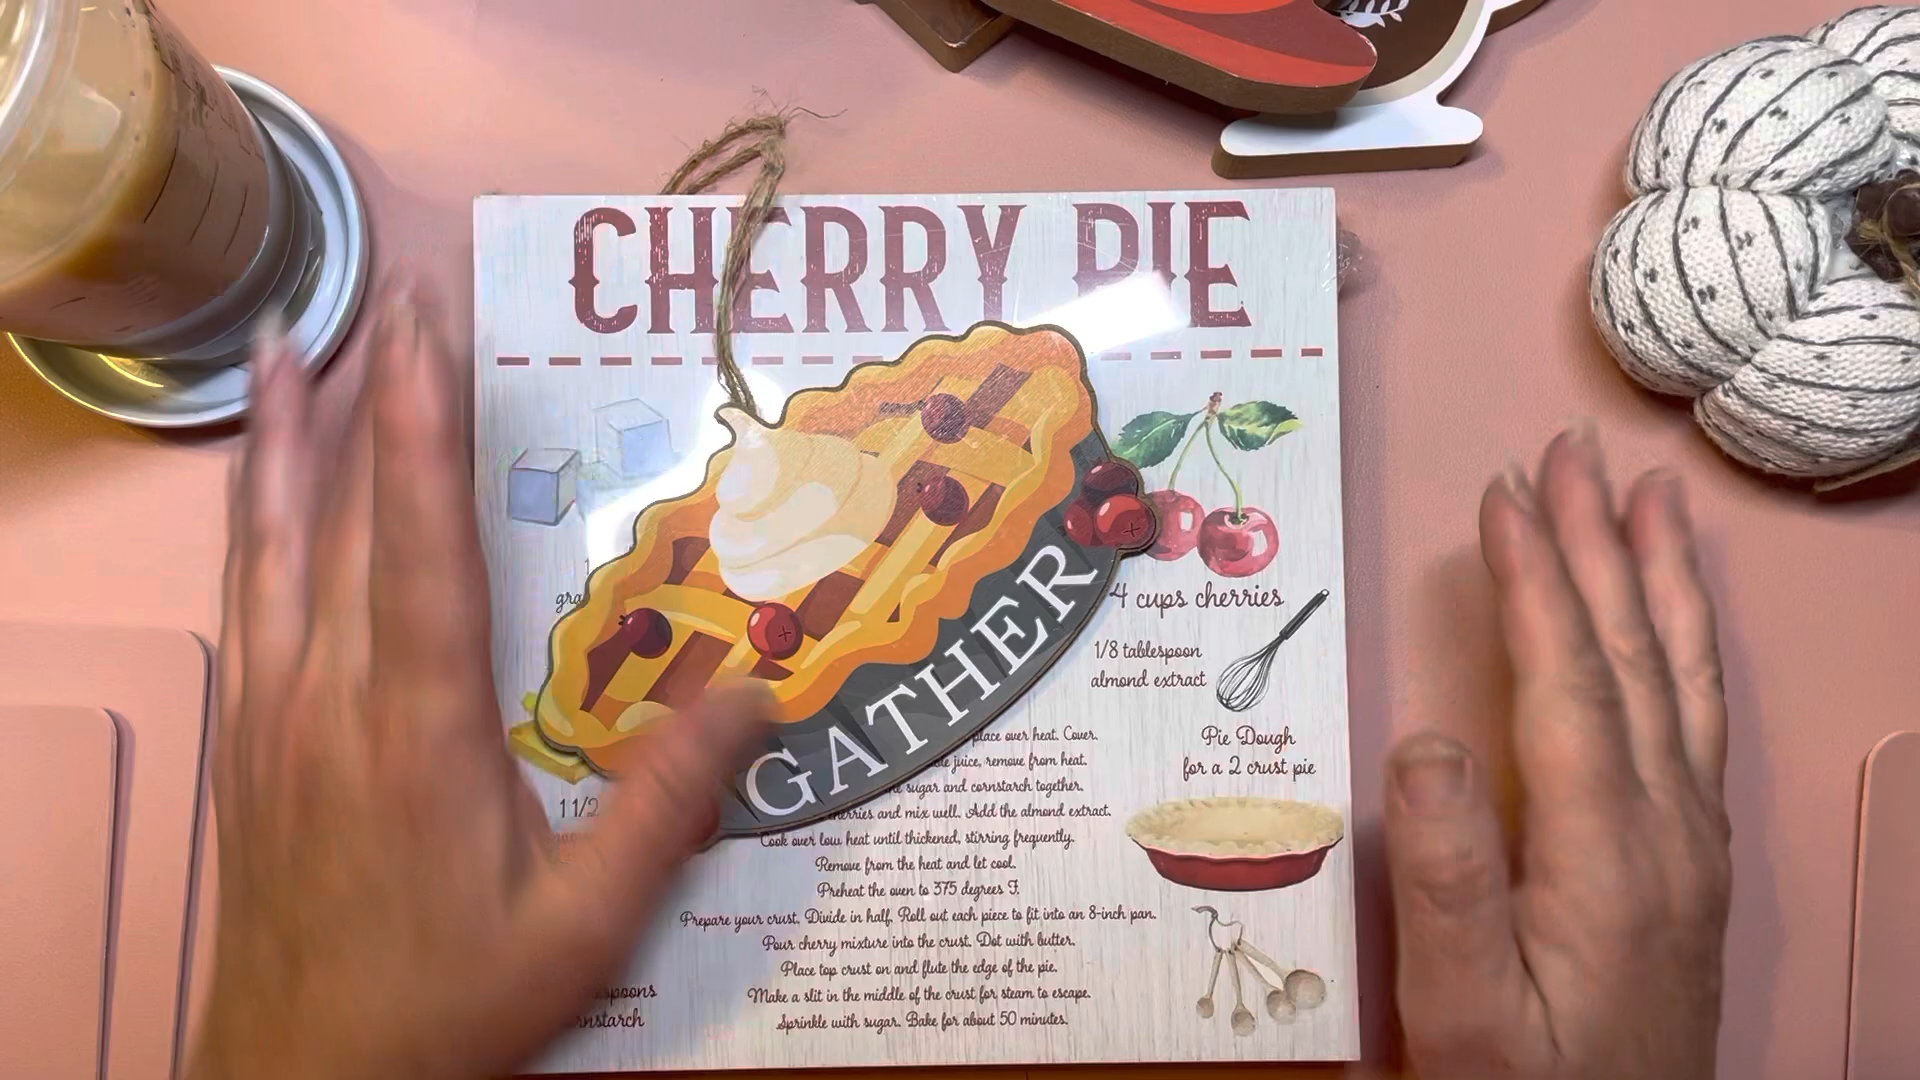 CHERRY PIE
4 cups cherries
1/8 tablespoon
almond extract
GATHER
Pie Dough
for a 2 crust pie
place over heat. Cover.
juice, remove from heat.
sugar and cornstarch together.
and mix well. Add the almond extract.
1 1/2
Cook over low heat until thickened, stirring frequently.
Remove from the heat and let cool.
Preheat the oven to 375 degrees F.
Prepare your crust. Divide in half. Roll out each piece to fit into an 8-inch pan.
Pour cherry mixture into the crust. Dot with butter.
Place top crust on and flute the edge of the pie.
Make a slit in the middle of the crust for steam to escape.
Sprinkle with sugar. Bake for about 50 minutes.